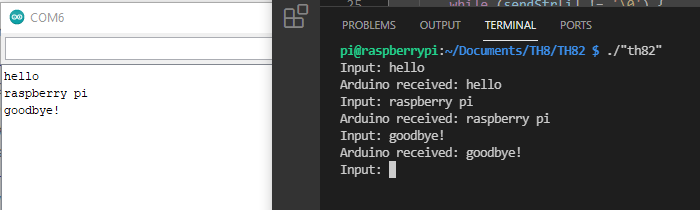 COM6
hello
raspberry pi
goodbye!
25 while (sendStr[i] != '\0') {
PROBLEMS OUTPUT TERMINAL PORTS
pi@raspberrypi:~/Documents/TH8/TH82 $ ./"th82"
Input: hello
Arduino received: hello
Input: raspberry pi
Arduino received: raspberry pi
Input: goodbye!
Arduino received: goodbye!
Input: